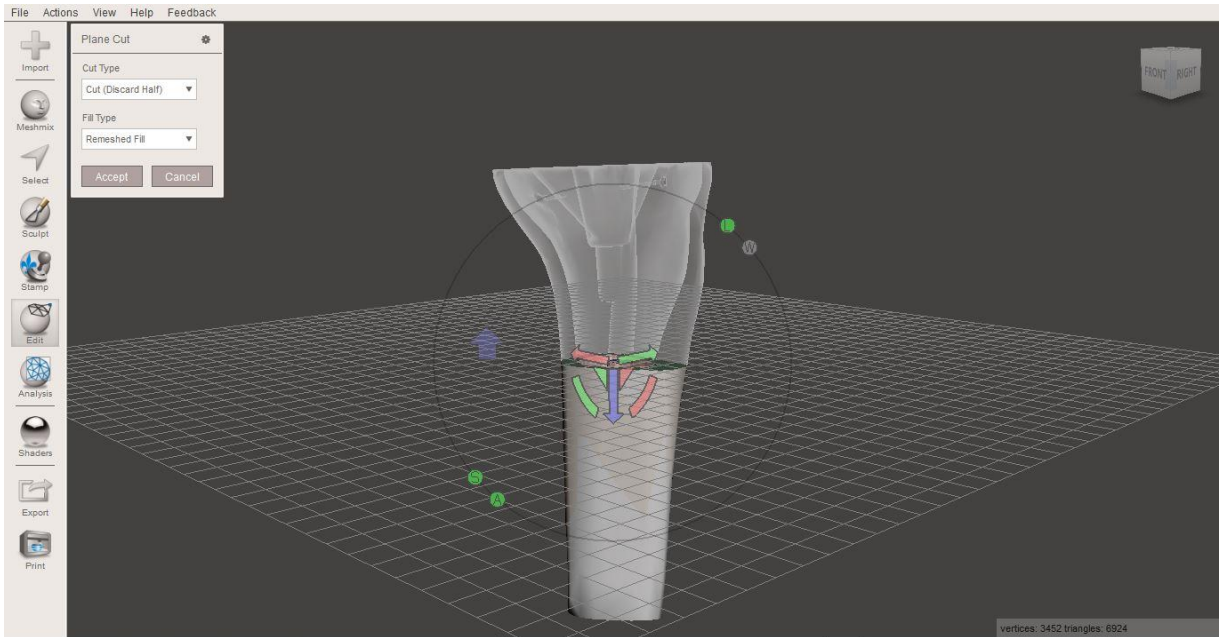 File Actions View Help Feedback
Import
Meshmix
Select
Sculpt
Stamp
Edit
Analysis
Shaders
Export
Print
Plane Cut
Cut Type
Cut (Discard Half)
Fill Type
Remeshed Fill
Accept Cancel
FRONT RIGHT
L
W
S
A
vertices: 3452 triangles: 6924